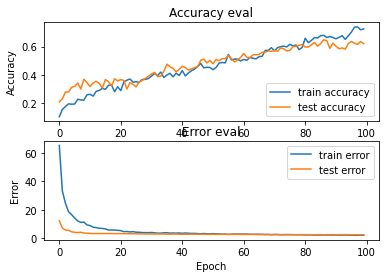 Accuracy eval
Accuracy
0.6
0.4
0.2
train accuracy
test accuracy
0 20 40 60 80 100
Error eval
Error
60
40
20
0
train error
test error
0 20 40 60 80 100
Epoch